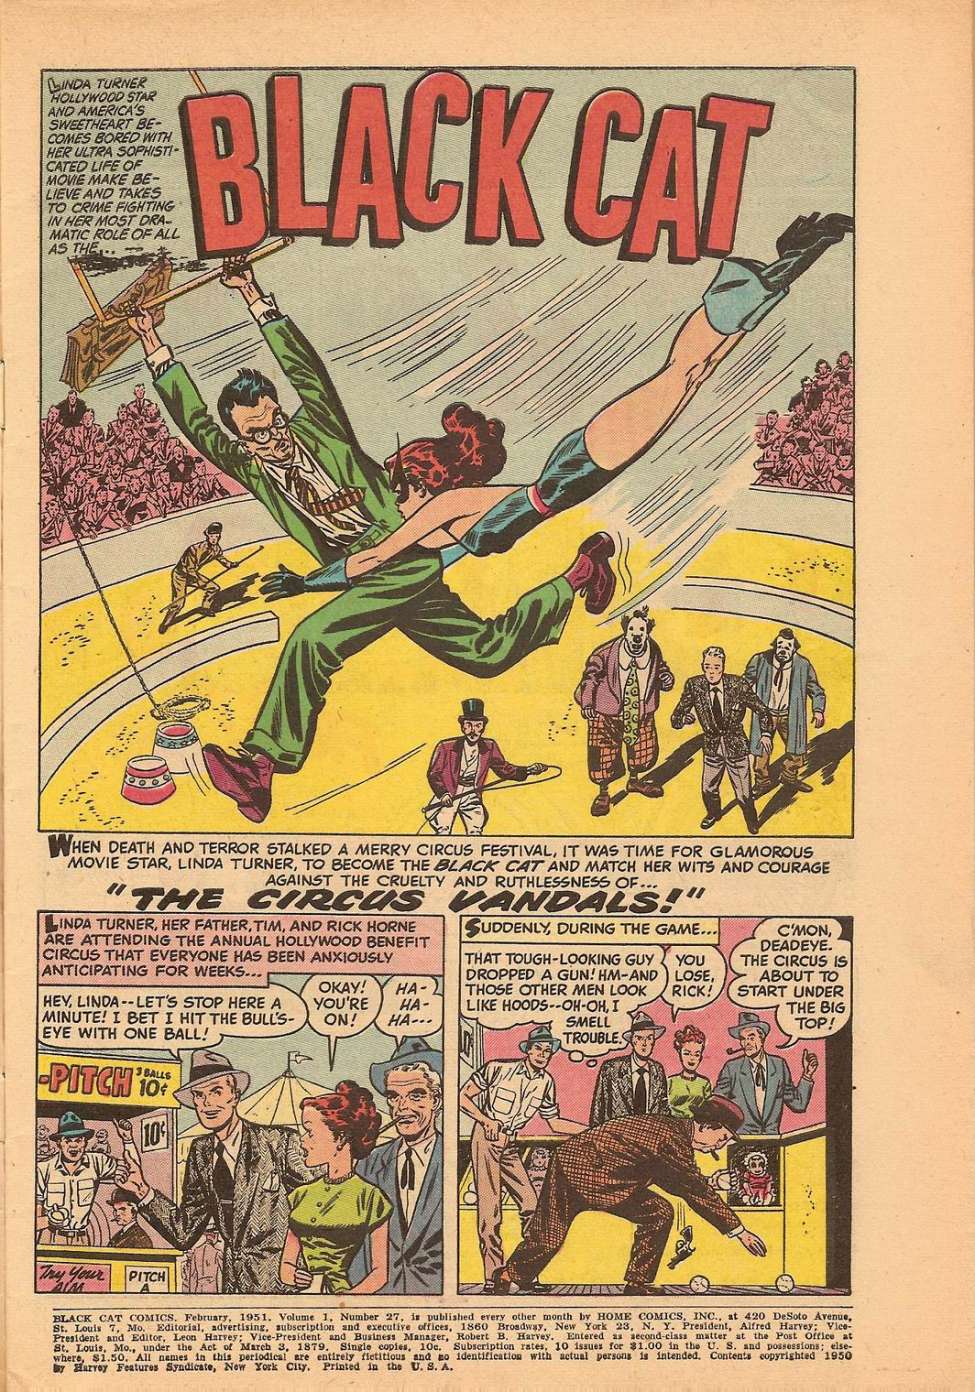 LINDA TURNER
HOLLYWOOD STAR
AND AMERICA'S
SWEETHEART BE-
COMES BORED WITH
HER ULTRA SOPHISTI-
CATED LIFE OF
MOVIE MAKE BE-
LIEVE AND TAKES
TO CRIME FIGHTING
IN HER MOST DRA-
MATIC ROLE OF ALL
AS THE...
BLACK CAT
WHEN DEATH AND TERROR STALKED A MERRY CIRCUS FESTIVAL, IT WAS TIME FOR GLAMOROUS
MOVIE STAR, LINDA TURNER, TO BECOME THE BLACK CAT AND MATCH HER WITS AND COURAGE
AGAINST THE CRUELTY AND RUTHLESSNESS OF...
"THE CIRCUS VANDALS!"
LINDA TURNER, HER FATHER, TIM, AND RICK HORNE
ARE ATTENDING THE ANNUAL HOLLYWOOD BENEFIT
CIRCUS THAT EVERYONE HAS BEEN ANXIOUSLY
ANTICIPATING FOR WEEKS...
HEY, LINDA--LET'S STOP HERE A
MINUTE! I BET I HIT THE BULL'S-
EYE WITH ONE BALL!
OKAY!
YOU'RE
ON!
HA-
HA-
HA---
-PITCH 3 BALLS
10¢
10¢
Try Your
AIM
PITCH
A
SUDDENLY, DURING THE GAME...
THAT TOUGH-LOOKING GUY
DROPPED A GUN! HM-AND
THOSE OTHER MEN LOOK
LIKE HOODS--OH-OH, I
SMELL
TROUBLE.
YOU
LOSE,
RICK!
C'MON,
DEADEYE.
THE CIRCUS IS
ABOUT TO
START UNDER
THE BIG
TOP!
BLACK CAT COMICS, February, 1951. Volume 1, Number 27, is published every other month by HOME COMICS, INC., at 420 DeSoto Avenue,
St. Louis 7, Mo. Editorial, advertising, subscription and executive offices, 1860 Broadway, New York 23, N. Y. President, Alfred Harvey; Vice-
President and Editor, Leon Harvey; Vice-President and Business Manager, Robert B. Harvey. Entered as second-class matter at the Post Office at
St. Louis, Mo., under the Act of March 3, 1879. Single copies, 10c. Subscription rates, 10 issues for $1.00 in the U. S. and possessions; else-
where, $1.50. All names in this periodical are entirely fictitious and no identification with actual persons is intended. Contents copyrighted 1950
by Harvey Features Syndicate, New York City. Printed in the U. S. A.